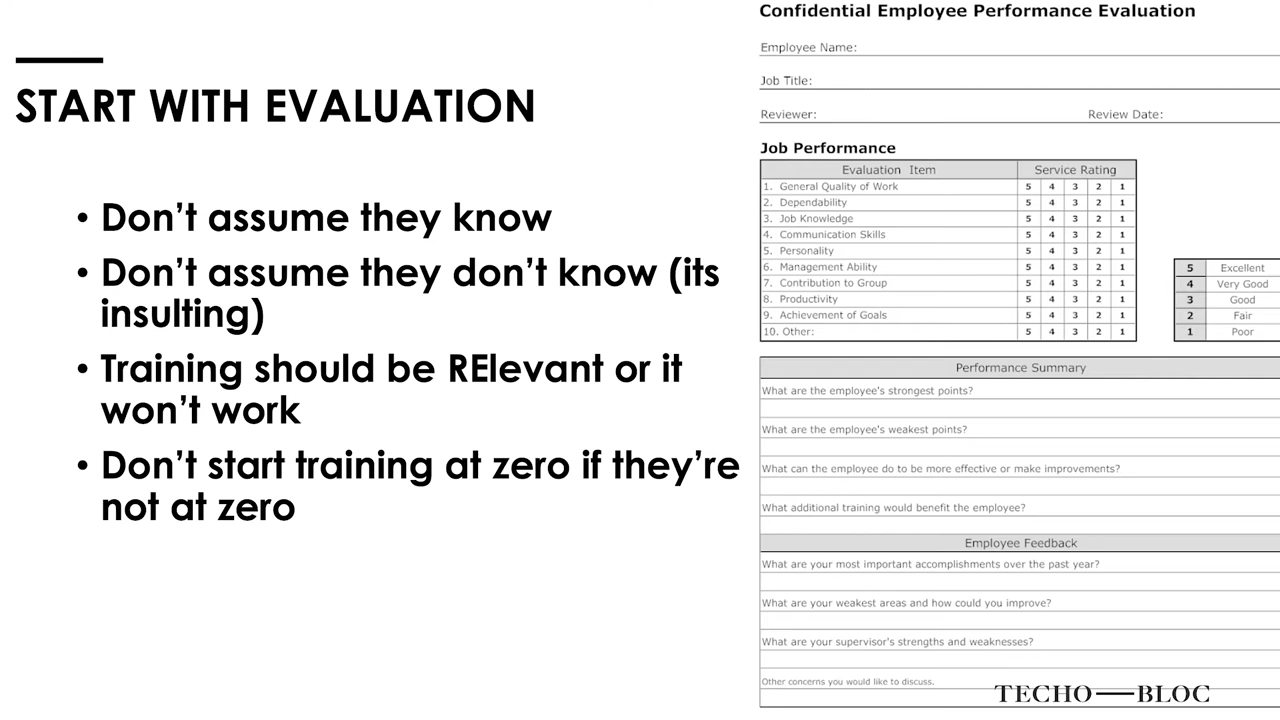 START WITH EVALUATION
• Don't assume they know
• Don't assume they don't know (its
insulting)
• Training should be RElevant or it
won't work
• Don't start training at zero if they're
not at zero
Confidential Employee Performance Evaluation
Employee Name:
Job Title:
Reviewer: Review Date:
Job Performance
Evaluation Item Service Rating
1. General Quality of Work 5 4 3 2 1
2. Dependability 5 4 3 2 1
3. Job Knowledge 5 4 3 2 1
4. Communication Skills 5 4 3 2 1
5. Personality 5 4 3 2 1
6. Management Ability 5 4 3 2 1
7. Contribution to Group 5 4 3 2 1
8. Productivity 5 4 3 2 1
9. Achievement of Goals 5 4 3 2 1
10. Other: 5 4 3 2 1
5 Excellent
4 Very Good
3 Good
2 Fair
1 Poor
Performance Summary
What are the employee's strongest points?
What are the employee's weakest points?
What can the employee do to be more effective or make improvements?
What additional training would benefit the employee?
Employee Feedback
What are your most important accomplishments over the past year?
What are your weakest areas and how could you improve?
What are your supervisor's strengths and weaknesses?
Other concerns you would like to discuss.
TECHO—BLOC